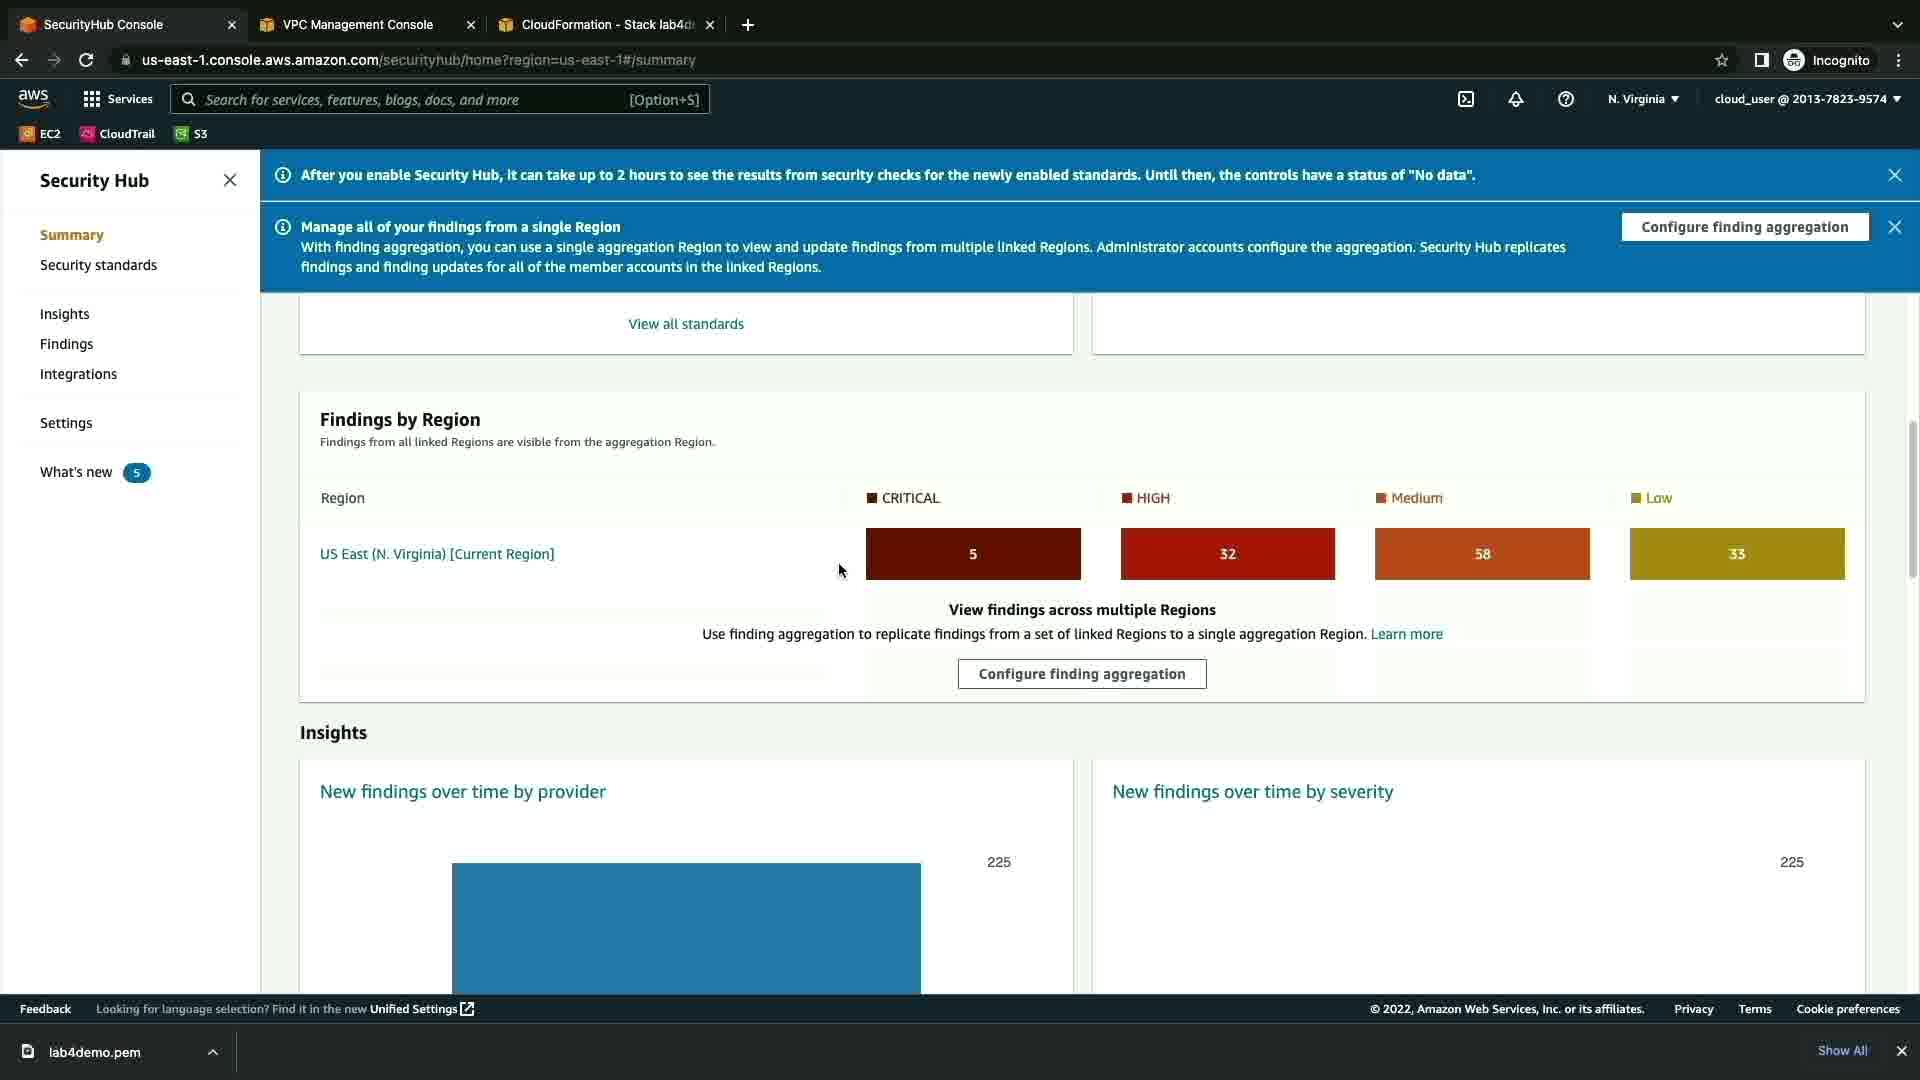 SecurityHub Console
VPC Management Console
CloudFormation - Stack lab4d
us-east-1.console.aws.amazon.com/securityhub/home?region=us-east-1#/summary
Incognito
aws
Services
Search for services, features, blogs, docs, and more
[Option+S]
N. Virginia
cloud_user @ 2013-7823-9574
EC2
CloudTrail
S3
Security Hub
Summary
Security standards
Insights
Findings
Integrations
Settings
What's new 5
After you enable Security Hub, it can take up to 2 hours to see the results from security checks for the newly enabled standards. Until then, the controls have a status of "No data".
Manage all of your findings from a single Region
With finding aggregation, you can use a single aggregation Region to view and update findings from multiple linked Regions. Administrator accounts configure the aggregation. Security Hub replicates
findings and finding updates for all of the member accounts in the linked Regions.
Configure finding aggregation
View all standards
Findings by Region
Findings from all linked Regions are visible from the aggregation Region.
Region
CRITICAL
HIGH
Medium
Low
US East (N. Virginia) [Current Region]
5
32
58
33
View findings across multiple Regions
Use finding aggregation to replicate findings from a set of linked Regions to a single aggregation Region. Learn more
Configure finding aggregation
Insights
New findings over time by provider
225
New findings over time by severity
225
Feedback
Looking for language selection? Find it in the new Unified Settings
© 2022, Amazon Web Services, Inc. or its affiliates.
Privacy
Terms
Cookie preferences
lab4demo.pem
Show All